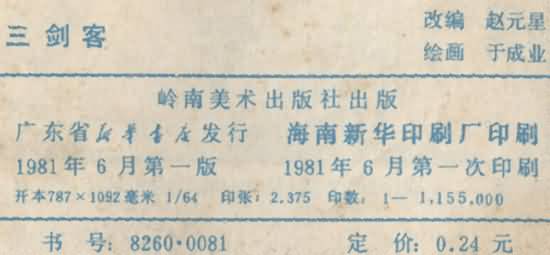 三剑客
改编 赵元星
绘画 于成业
岭南美术出版社出版
广东省新华书店发行 海南新华印刷厂印刷
1981年6月第一版 1981年6月第一次印刷
开本787×1092毫米 1/64 印张:2.375 印数:1—1,155,000
书号:8260·0081 定价:0.24元